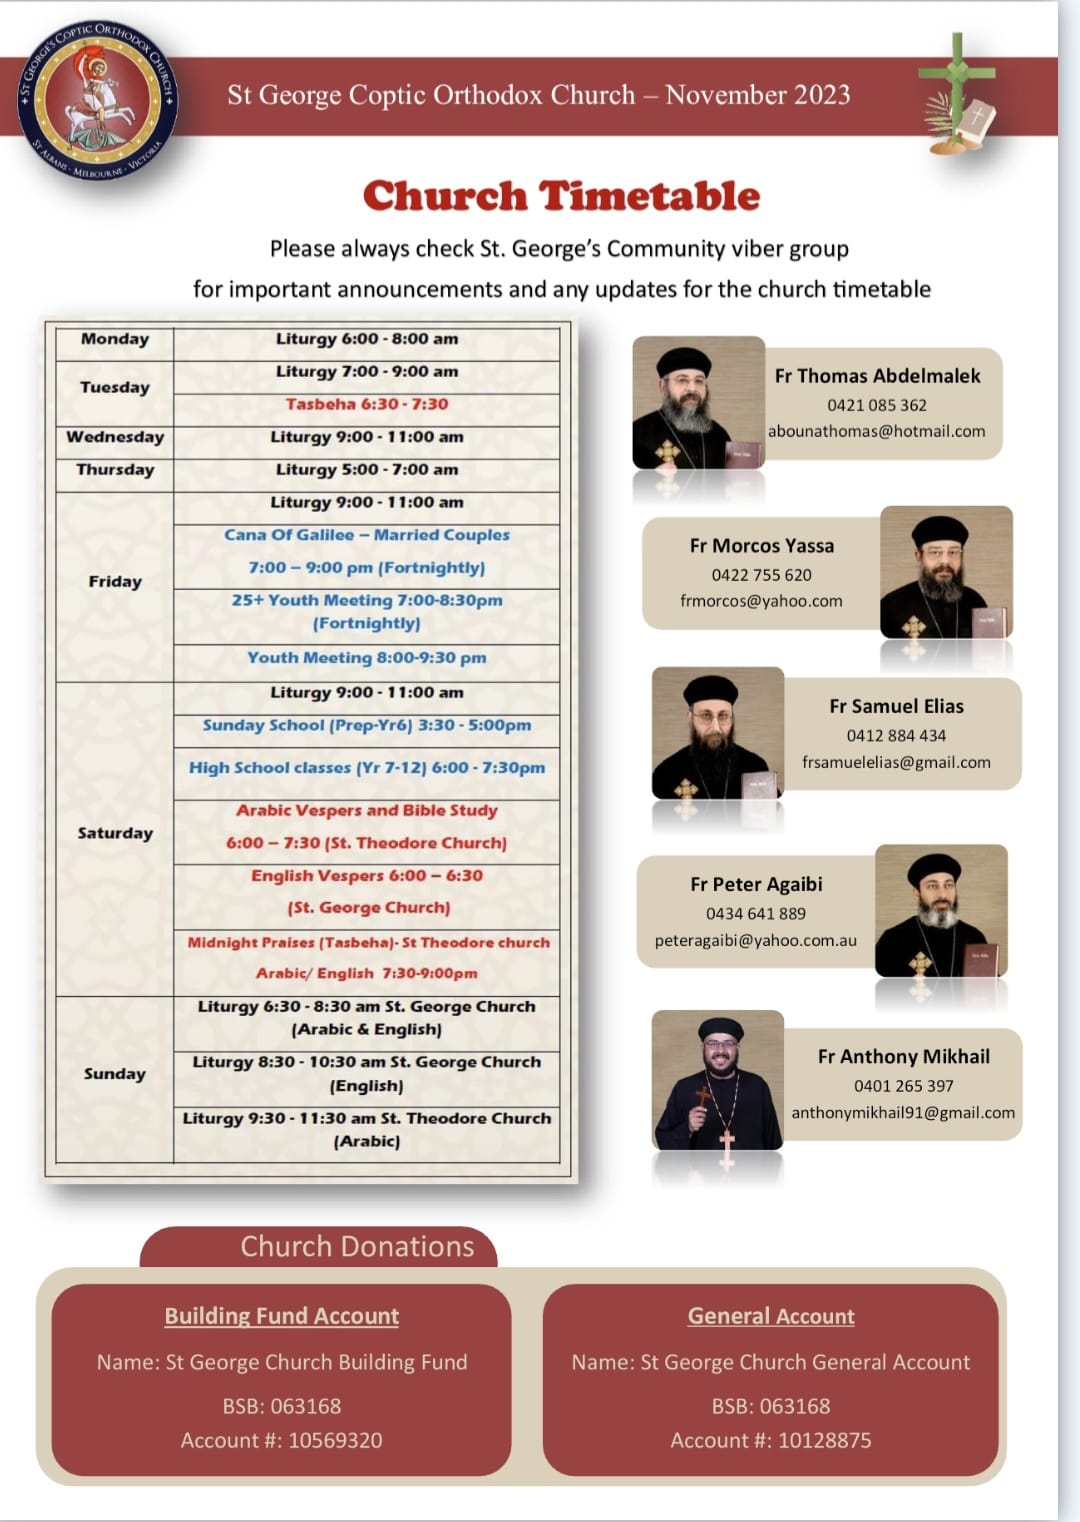 ST GEORGE'S COPTIC ORTHODOX CHURCH
ST ALBANS - MELBOURNE - VICTORIA
St George Coptic Orthodox Church – November 2023
Church Timetable
Please always check St. George's Community viber group
for important announcements and any updates for the church timetable
Monday
Liturgy 6:00 - 8:00 am
Tuesday
Liturgy 7:00 - 9:00 am
Tasbeha 6:30 - 7:30
Wednesday
Liturgy 9:00 - 11:00 am
Thursday
Liturgy 5:00 - 7:00 am
Friday
Liturgy 9:00 - 11:00 am
Cana Of Galilee – Married Couples
7:00 – 9:00 pm (Fortnightly)
25+ Youth Meeting 7:00-8:30pm
(Fortnightly)
Youth Meeting 8:00-9:30 pm
Saturday
Liturgy 9:00 - 11:00 am
Sunday School (Prep-Yr6) 3:30 - 5:00pm
High School classes (Yr 7-12) 6:00 - 7:30pm
Arabic Vespers and Bible Study
6:00 – 7:30 (St. Theodore Church)
English Vespers 6:00 – 6:30
(St. George Church)
Midnight Praises (Tasbeha)- St Theodore church
Arabic/ English 7:30-9:00pm
Sunday
Liturgy 6:30 - 8:30 am St. George Church
(Arabic & English)
Liturgy 8:30 - 10:30 am St. George Church
(English)
Liturgy 9:30 - 11:30 am St. Theodore Church
(Arabic)
Fr Thomas Abdelmalek
0421 085 362
abounathomas@hotmail.com
Fr Morcos Yassa
0422 755 620
frmorcos@yahoo.com
Fr Samuel Elias
0412 884 434
frsamuelelias@gmail.com
Fr Peter Agaibi
0434 641 889
peteragaibi@yahoo.com.au
Fr Anthony Mikhail
0401 265 397
anthonymikhail91@gmail.com
Church Donations
Building Fund Account
Name: St George Church Building Fund
BSB: 063168
Account #: 10569320
General Account
Name: St George Church General Account
BSB: 063168
Account #: 10128875